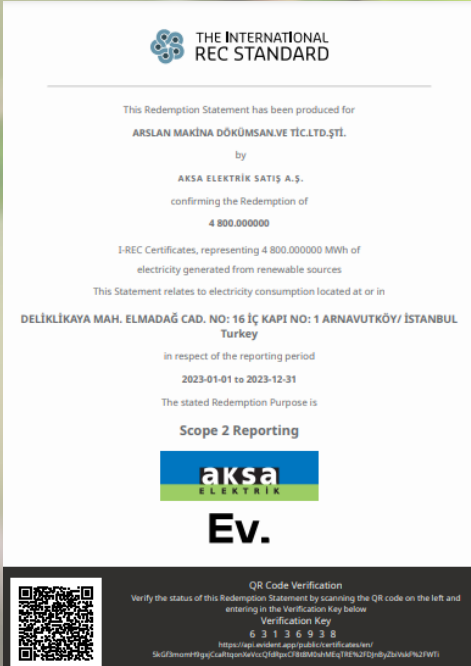 THE INTERNATIONAL
REC STANDARD
This Redemption Statement has been produced for
ARSLAN MAKİNA DÖKÜMSAN.VE TİC.LTD.ŞTİ.
by
AKSA ELEKTRİK SATIŞ A.Ş.
confirming the Redemption of
4 800.000000
I-REC Certificates, representing 4 800.000000 MWh of
electricity generated from renewable sources
This Statement relates to electricity consumption located at or in
DELİKLİKAYA MAH. ELMADAĞ CAD. NO: 16 İÇ KAPI NO: 1 ARNAVUTKÖY/ İSTANBUL
Turkey
in respect of the reporting period
2023-01-01 to 2023-12-31
The stated Redemption Purpose is
Scope 2 Reporting
aksa
ELEKTRİK
Ev.
QR Code Verification
Verify the status of this Redemption Statement by scanning the QR code on the left and
entering in the Verification Key below
Verification Key
6 3 1 3 6 9 3 8
https://api.evident.app/public/certificates/en/